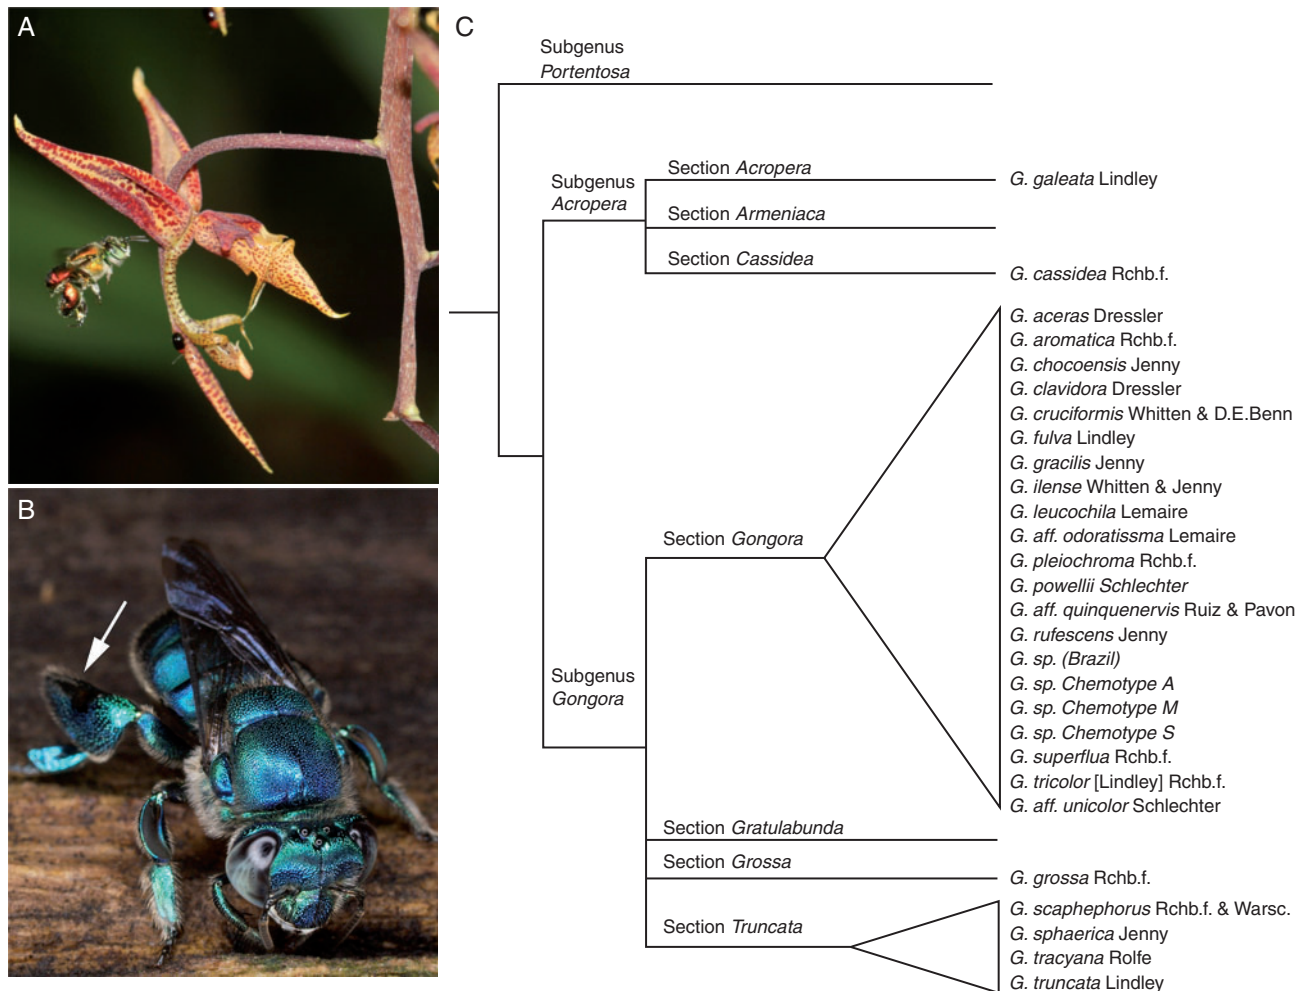 A
B
C
Subgenus
Portentosa
Subgenus
Acropera
Section Acropera
G. galeata Lindley
Section Armeniaca
Section Cassidea
G. cassidea Rchb.f.
Subgenus
Gongora
Section Gongora
G. aceras Dressler
G. aromatica Rchb.f.
G. chocoensis Jenny
G. clavidora Dressler
G. cruciformis Whitten & D.E.Benn
G. fulva Lindley
G. gracilis Jenny
G. ilense Whitten & Jenny
G. leucochila Lemaire
G. aff. odoratissma Lemaire
G. pleiochroma Rchb.f.
G. powellii Schlechter
G. aff. quinquenervis Ruiz & Pavon
G. rufescens Jenny
G. sp. (Brazil)
G. sp. Chemotype A
G. sp. Chemotype M
G. sp. Chemotype S
G. superflua Rchb.f.
G. tricolor [Lindley] Rchb.f.
G. aff. unicolor Schlechter
Section Gratulabunda
Section Grossa
G. grossa Rchb.f.
Section Truncata
G. scaphephorus Rchb.f. & Warsc.
G. sphaerica Jenny
G. tracyana Rolfe
G. truncata Lindley